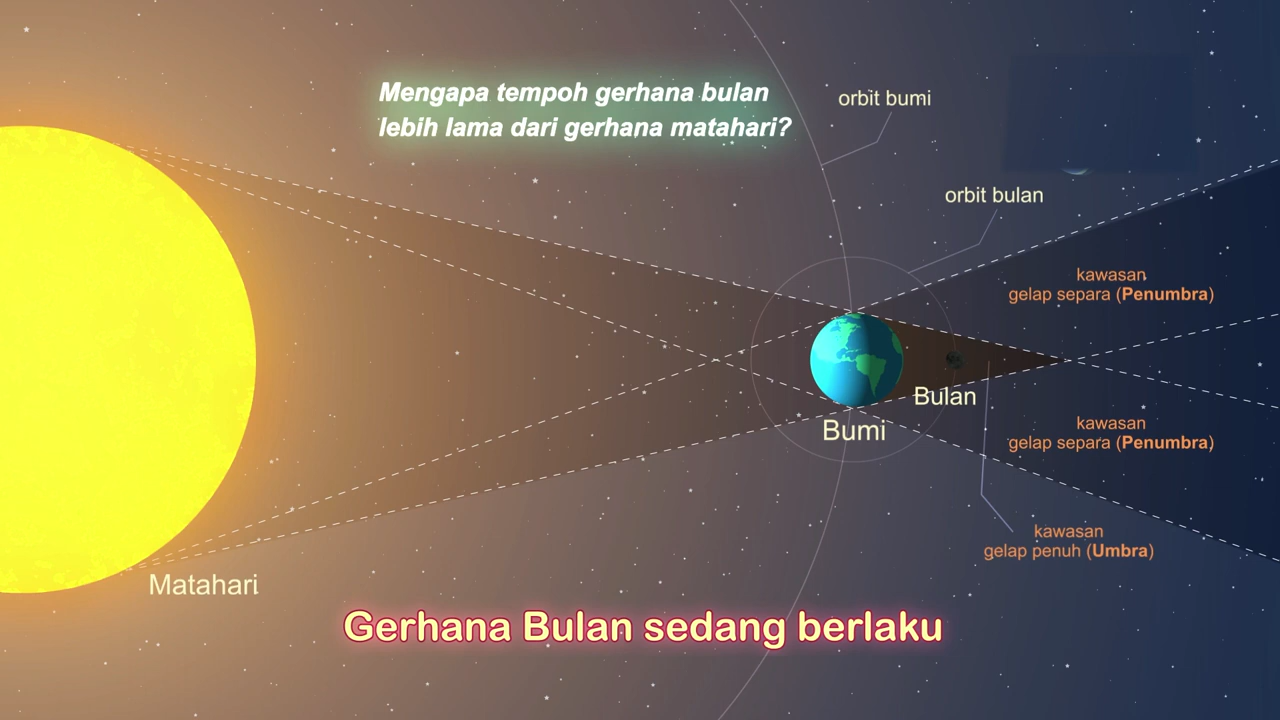 Mengapa tempoh gerhana bulan
lebih lama dari gerhana matahari?
orbit bumi
orbit bulan
kawasan
gelap separa (Penumbra)
Bulan
Bumi
kawasan
gelap separa (Penumbra)
kawasan
gelap penuh (Umbra)
Matahari
Gerhana Bulan sedang berlaku